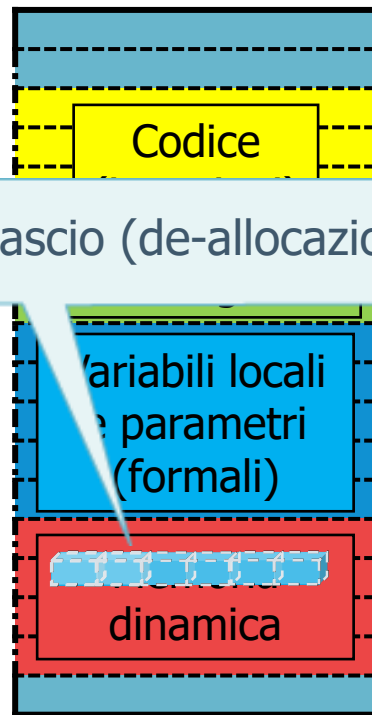 Codice
ascio (de-allocazio
Variabili locali
e parametri
(formali)
dinamica